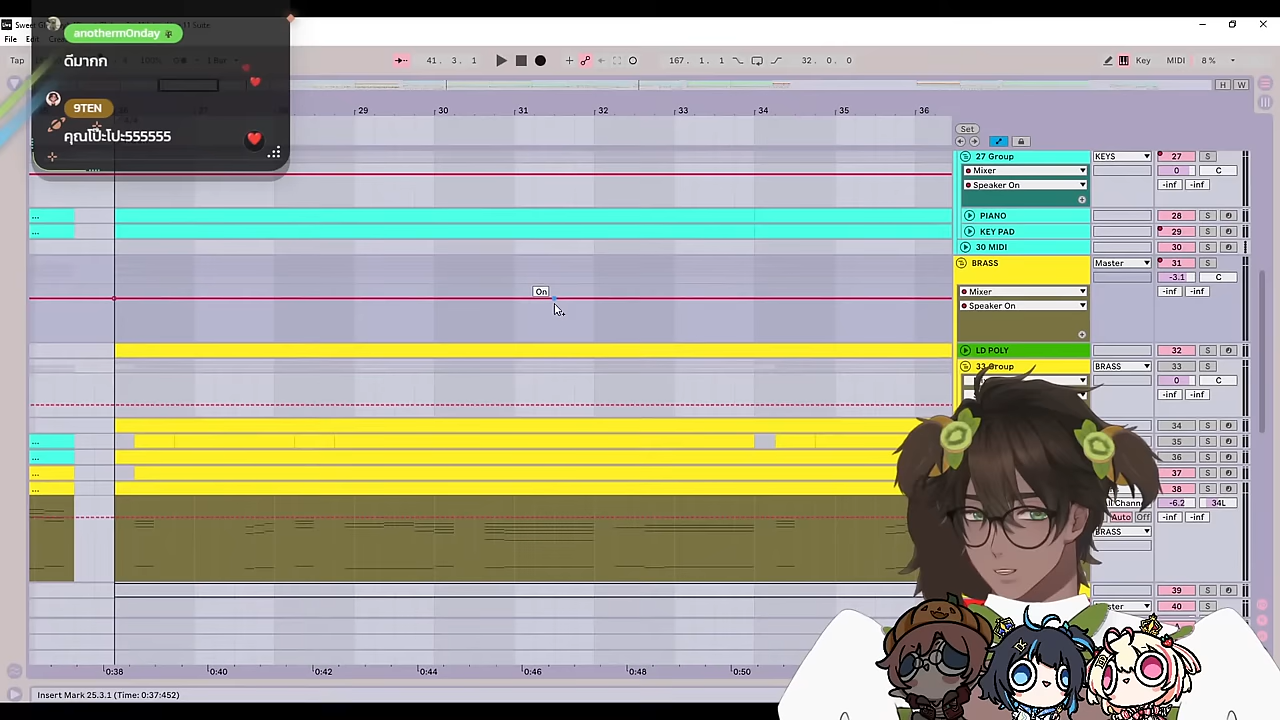 anotherm0nday
ดีมากก
9TEN
คุณโป๊ะโปะ555555
File
Tap
41. 3. 1
167. 1. 1
32. 0. 0
Key
MIDI
8 %
H
W
29
30
31
32
33
34
35
36
Set
27 Group
KEYS
27
S
Mixer
0
C
Speaker On
-inf
-inf
PIANO
28
S
KEY PAD
29
S
30 MIDI
30
S
BRASS
Master
31
S
-3.1
C
On
Mixer
-inf
-inf
Speaker On
LD POLY
32
S
33 Group
BRASS
33
S
0
C
-inf
-inf
34
S
35
S
36
S
37
S
38
S
-6.2
34L
Auto
Off
-inf
-inf
BRASS
39
S
40
S
0:38
0:40
0:42
0:44
0:46
0:48
0:50
Insert Mark 25.3.1 (Time: 0:37:452)